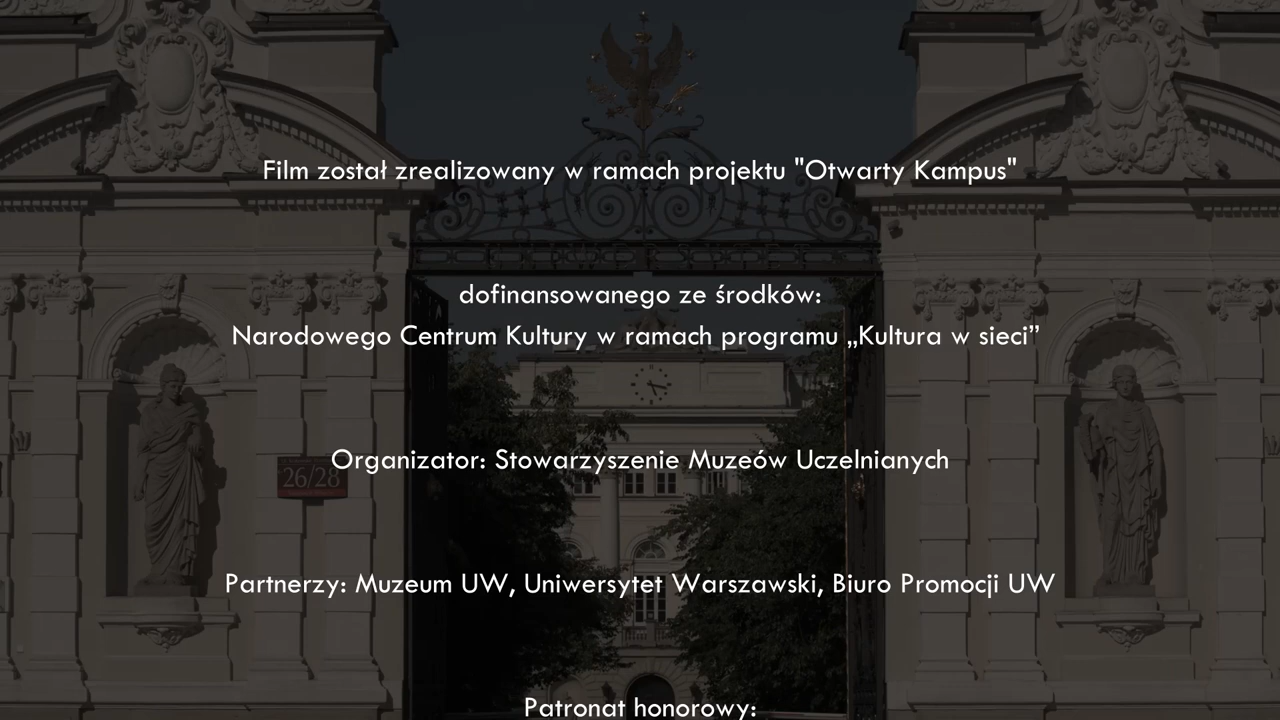 Film został zrealizowany w ramach projektu "Otwarty Kampus"
dofinansowanego ze środków:
Narodowego Centrum Kultury w ramach programu „Kultura w sieci”
Organizator: Stowarzyszenie Muzeów Uczelnianych
26/28
Partnerzy: Muzeum UW, Uniwersytet Warszawski, Biuro Promocji UW
Patronat honorowy: